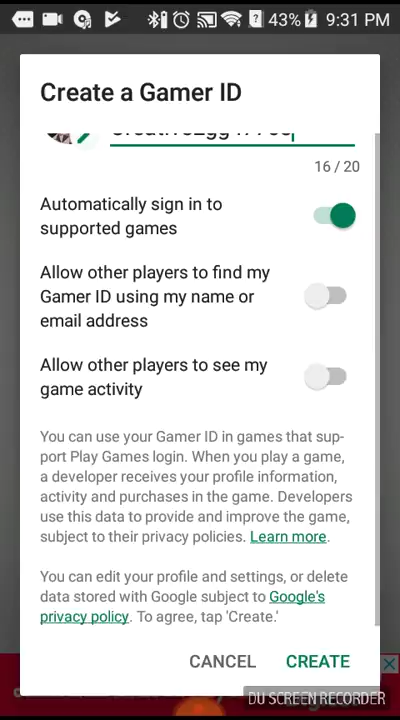 43% 9:31 PM
Create a Gamer ID
16 / 20
Automatically sign in to
supported games
Allow other players to find my
Gamer ID using my name or
email address
Allow other players to see my
game activity
You can use your Gamer ID in games that sup-
port Play Games login. When you play a game,
a developer receives your profile information,
activity and purchases in the game. Developers
use this data to provide and improve the game,
subject to their privacy policies. Learn more.
You can edit your profile and settings, or delete
data stored with Google subject to Google's
privacy policy. To agree, tap 'Create.'
CANCEL CREATE
DU SCREEN RECORDER